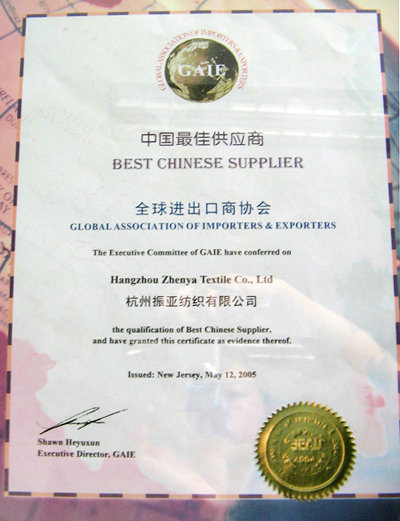 GLOBAL ASSOCIATION OF IMPORTERS & EXPORTERS
GAIE
中国最佳供应商
BEST CHINESE SUPPLIER
全球进出口商协会
GLOBAL ASSOCIATION OF IMPORTERS & EXPORTERS
The Executive Committee of GAIE have conferred on
Hangzhou Zhenya Textile Co., Ltd
杭州振亚纺织有限公司
the qualification of Best Chinese Supplier,
and have granted this certificate as evidence thereof.
Issued: New Jersey, May 12, 2005
Shawn Heyuxun
Executive Director, GAIE
SEAL